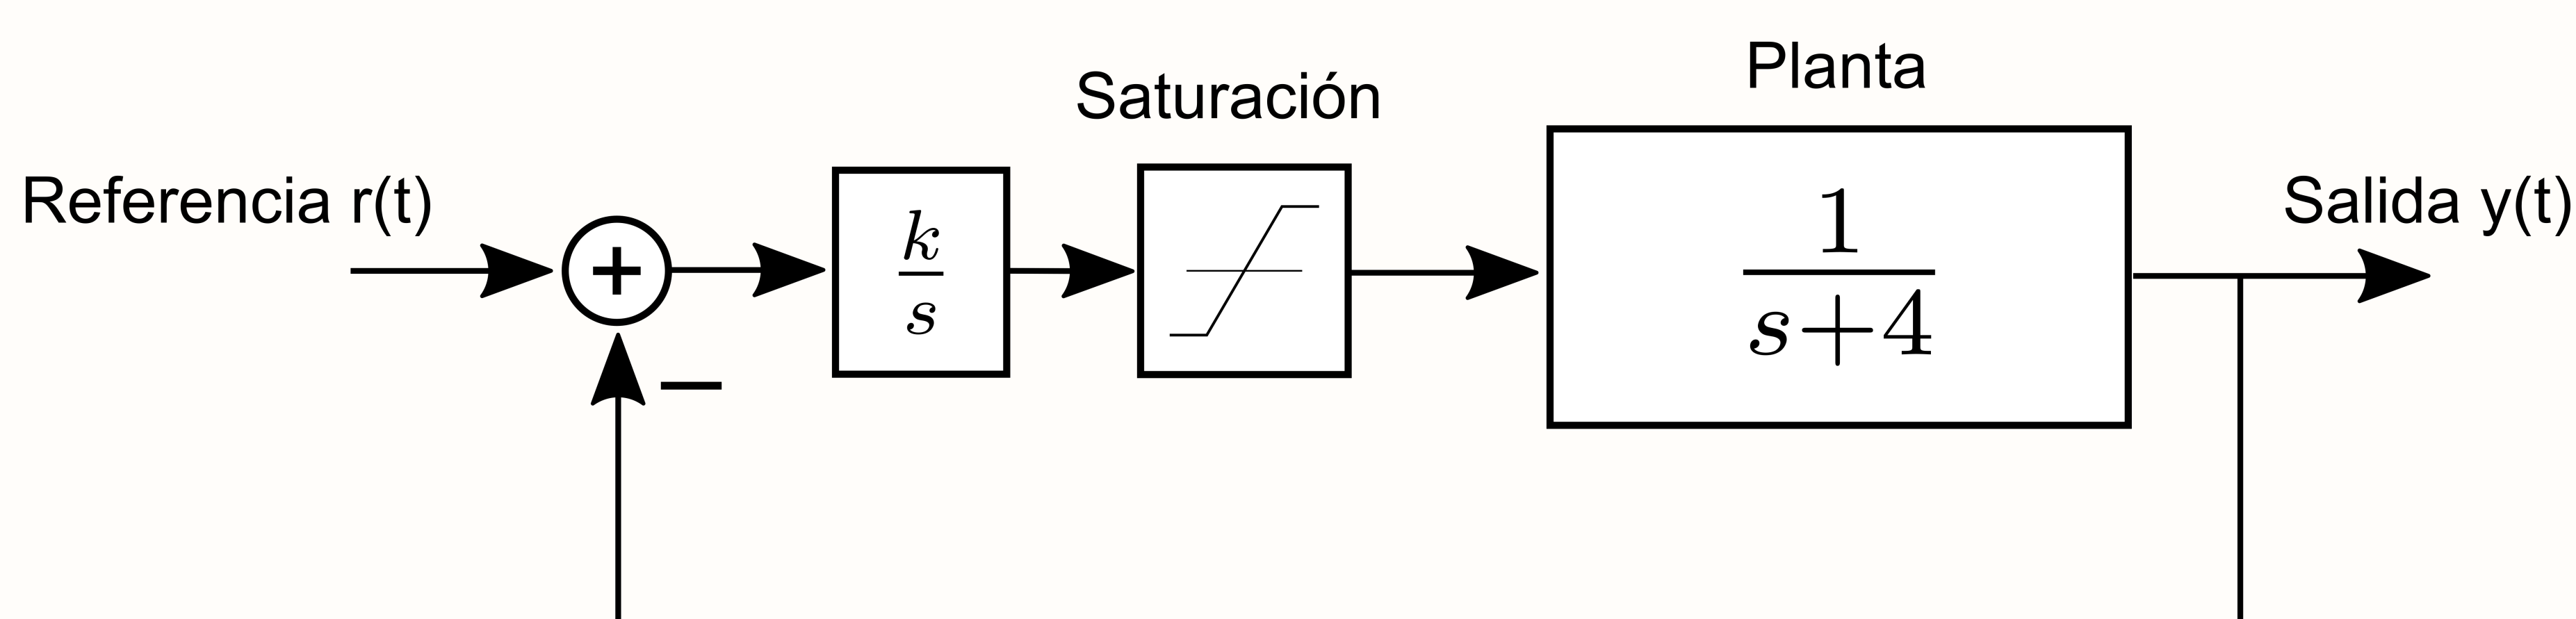 Planta
Saturación
Referencia r(t)
Salida y(t)
+
k
s
1
s+4
−